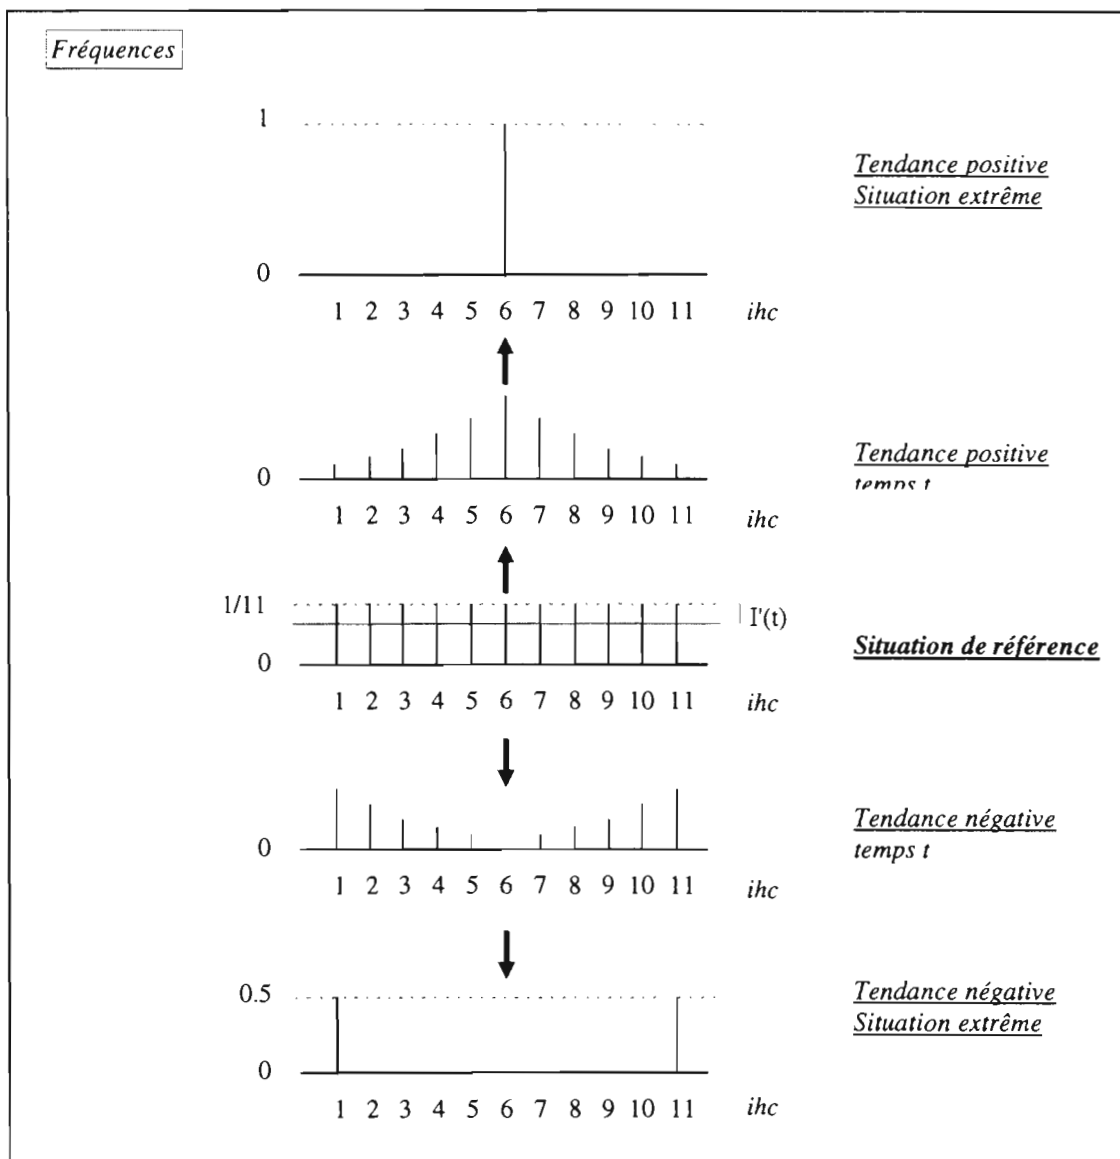 Fréquences
1
Tendance positive
Situation extrême
0
1 2 3 4 5 6 7 8 9 10 11 ihc
Tendance positive
temps t
0
1 2 3 4 5 6 7 8 9 10 11 ihc
1/11
I'(t)
Situation de référence
0
1 2 3 4 5 6 7 8 9 10 11 ihc
Tendance négative
temps t
0
1 2 3 4 5 6 7 8 9 10 11 ihc
0.5
Tendance négative
Situation extrême
0
1 2 3 4 5 6 7 8 9 10 11 ihc